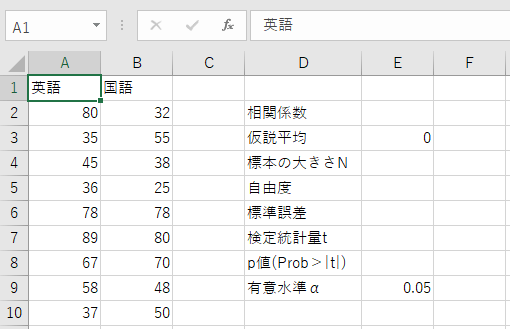 A1 fx 英語
A B C D E F
1 英語 国語
2 80 32 相関係数
3 35 55 仮説平均 0
4 45 38 標本の大きさN
5 36 25 自由度
6 78 78 標準誤差
7 89 80 検定統計量t
8 67 70 p値(Prob＞|t|)
9 58 48 有意水準α 0.05
10 37 50